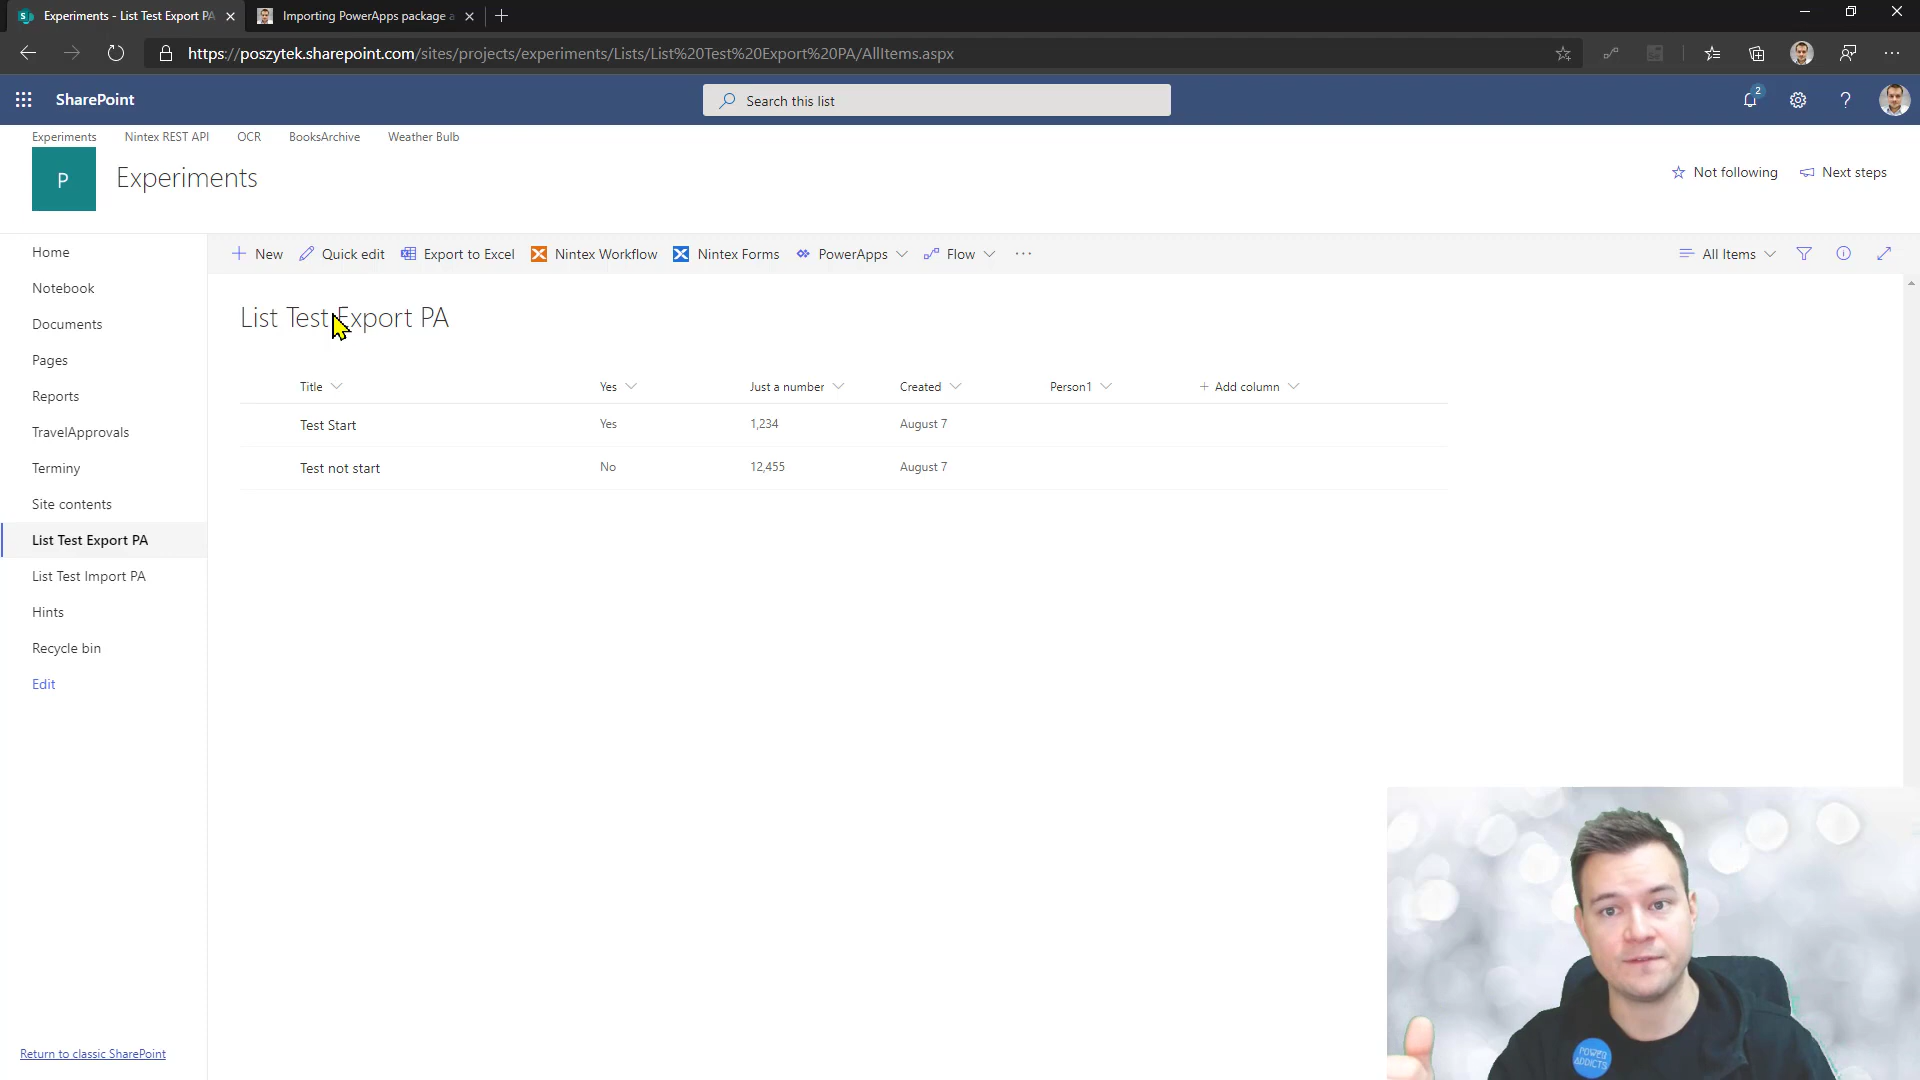 Experiments - List Test Export PA
Importing PowerApps package a
https://poszytek.sharepoint.com/sites/projects/experiments/Lists/List%20Test%20Export%20PA/AllItems.aspx
SharePoint
Search this list
2
Experiments Nintex REST API OCR BooksArchive Weather Bulb
P
Experiments
Not following Next steps
New Quick edit Export to Excel Nintex Workflow Nintex Forms PowerApps Flow ... All Items
Home
Notebook
Documents
Pages
Reports
TravelApprovals
Terminy
Site contents
List Test Export PA
List Test Import PA
Hints
Recycle bin
Edit
Return to classic SharePoint
List Test Export PA
Title Yes Just a number Created Person1 + Add column
Test Start Yes 1,234 August 7
Test not start No 12,455 August 7
POWER
ADDICTS